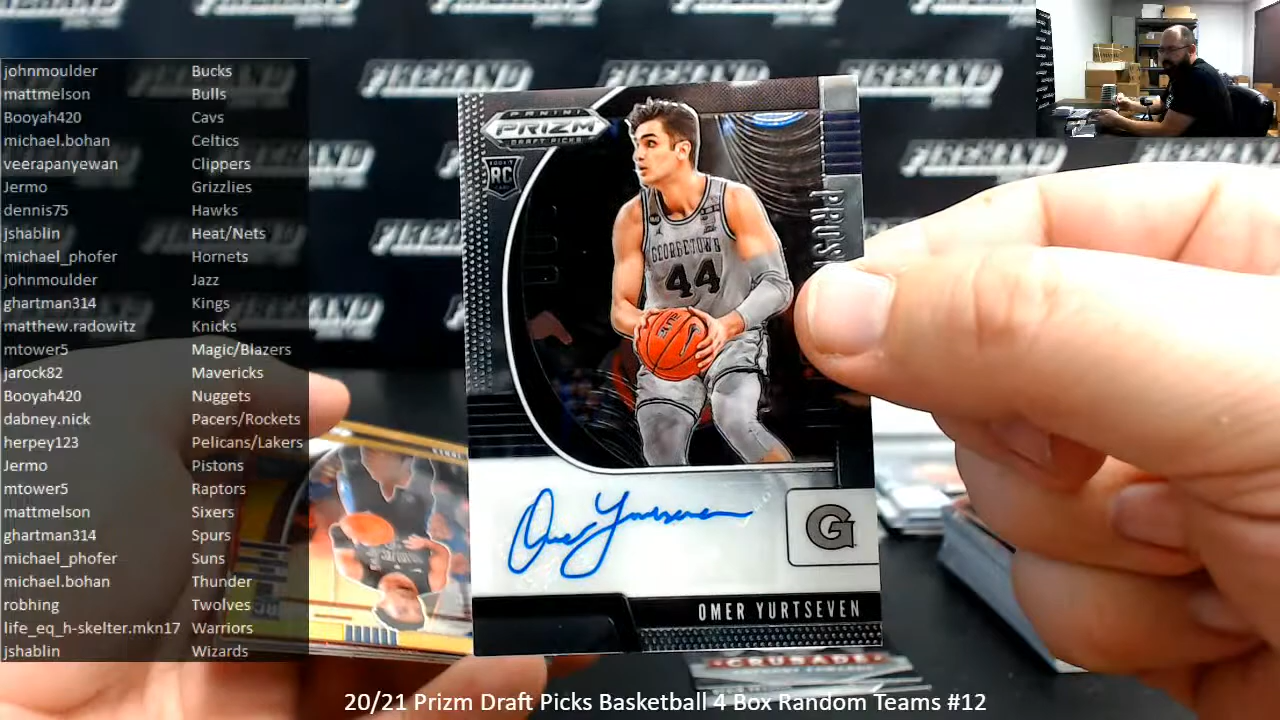 johnmoulder Bucks
mattmelson Bulls
Booyah420 Cavs
michael.bohan Celtics
veerapanyewan Clippers
Jermo Grizzlies
dennis75 Hawks
jshablin Heat/Nets
michael_phofer Hornets
johnmoulder Jazz
ghartman314 Kings
matthew.radowitz Knicks
mtower5 Magic/Blazers
jarock82 Mavericks
Booyah420 Nuggets
dabney.nick Pacers/Rockets
herpey123 Pelicans/Lakers
Jermo Pistons
mtower5 Raptors
mattmelson Sixers
ghartman314 Spurs
michael_phofer Suns
michael.bohan Thunder
robhing Twolves
life_eq_h-skelter.mkn17 Warriors
jshablin Wizards
FIREHAND
FIREHAND
FIREHAND
PANINI
PRIZM
DRAFT PICKS
RC
GEORGETOWN
44
Omer Yurtseven
G
OMER YURTSEVEN
CRUSADE
20/21 Prizm Draft Picks Basketball 4 Box Random Teams #12